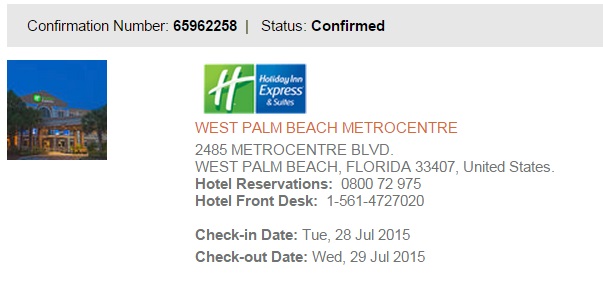 Confirmation Number: 65962258 | Status: Confirmed
Holiday Inn
Express
& Suites
WEST PALM BEACH METROCENTRE
2485 METROCENTRE BLVD.
WEST PALM BEACH, FLORIDA 33407, United States.
Hotel Reservations: 0800 72 975
Hotel Front Desk: 1-561-4727020
Check-in Date: Tue, 28 Jul 2015
Check-out Date: Wed, 29 Jul 2015